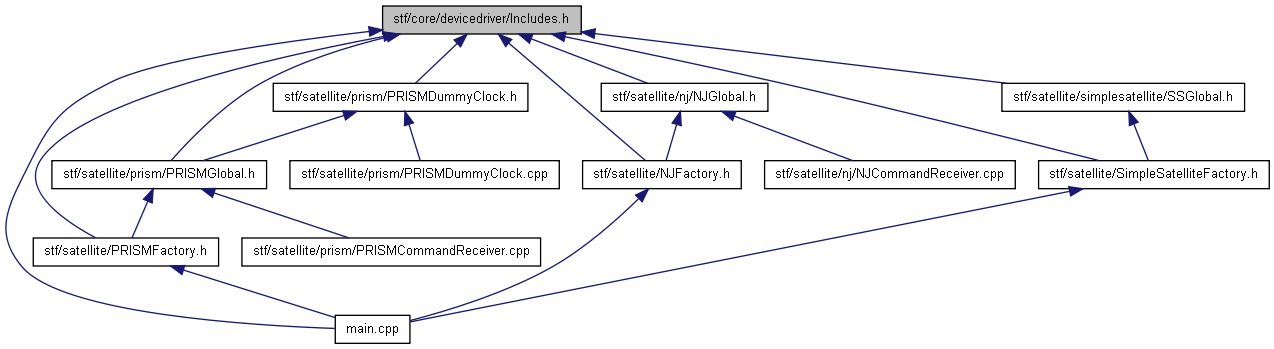 stf/core/devicedriver/Includes.h
stf/satellite/prism/PRISMDummyClock.h
stf/satellite/nj/NJGlobal.h
stf/satellite/simplesatellite/SSGlobal.h
stf/satellite/prism/PRISMGlobal.h
stf/satellite/prism/PRISMDummyClock.cpp
stf/satellite/NJFactory.h
stf/satellite/nj/NJCommandReceiver.cpp
stf/satellite/SimpleSatelliteFactory.h
stf/satellite/PRISMFactory.h
stf/satellite/prism/PRISMCommandReceiver.cpp
main.cpp